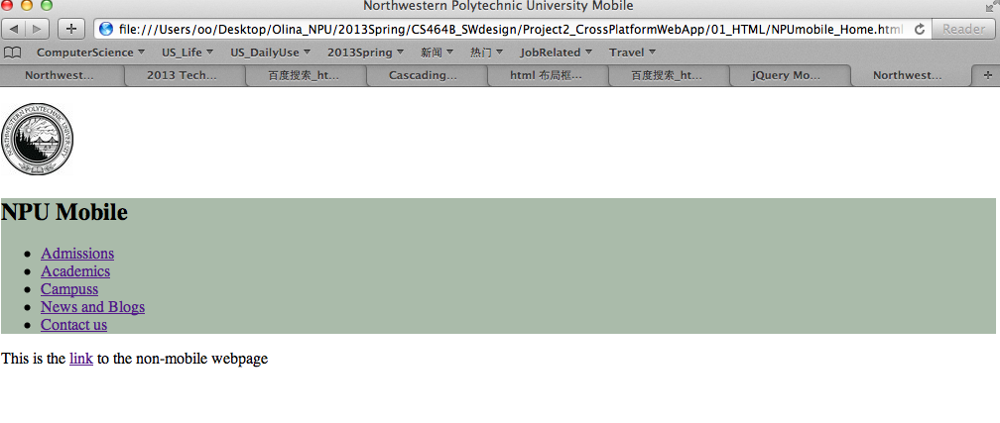 Northwestern Polytechnic University Mobile
file:///Users/oo/Desktop/Olina_NPU/2013Spring/CS464B_SWdesign/Project2_CrossPlatformWebApp/01_HTML/NPUmobile_Home.html Reader
ComputerScience US_Life US_DailyUse 2013Spring 新闻 热门 JobRelated Travel
Northwest... 2013 Tech... 百度搜索_ht... Cascading... html 布局框... 百度搜索_ht... jQuery Mo... Northwest...
NORTHWESTERN POLYTECHNIC UNIVERSITY
NPU Mobile
Admissions
Academics
Campuss
News and Blogs
Contact us
This is the link to the non-mobile webpage